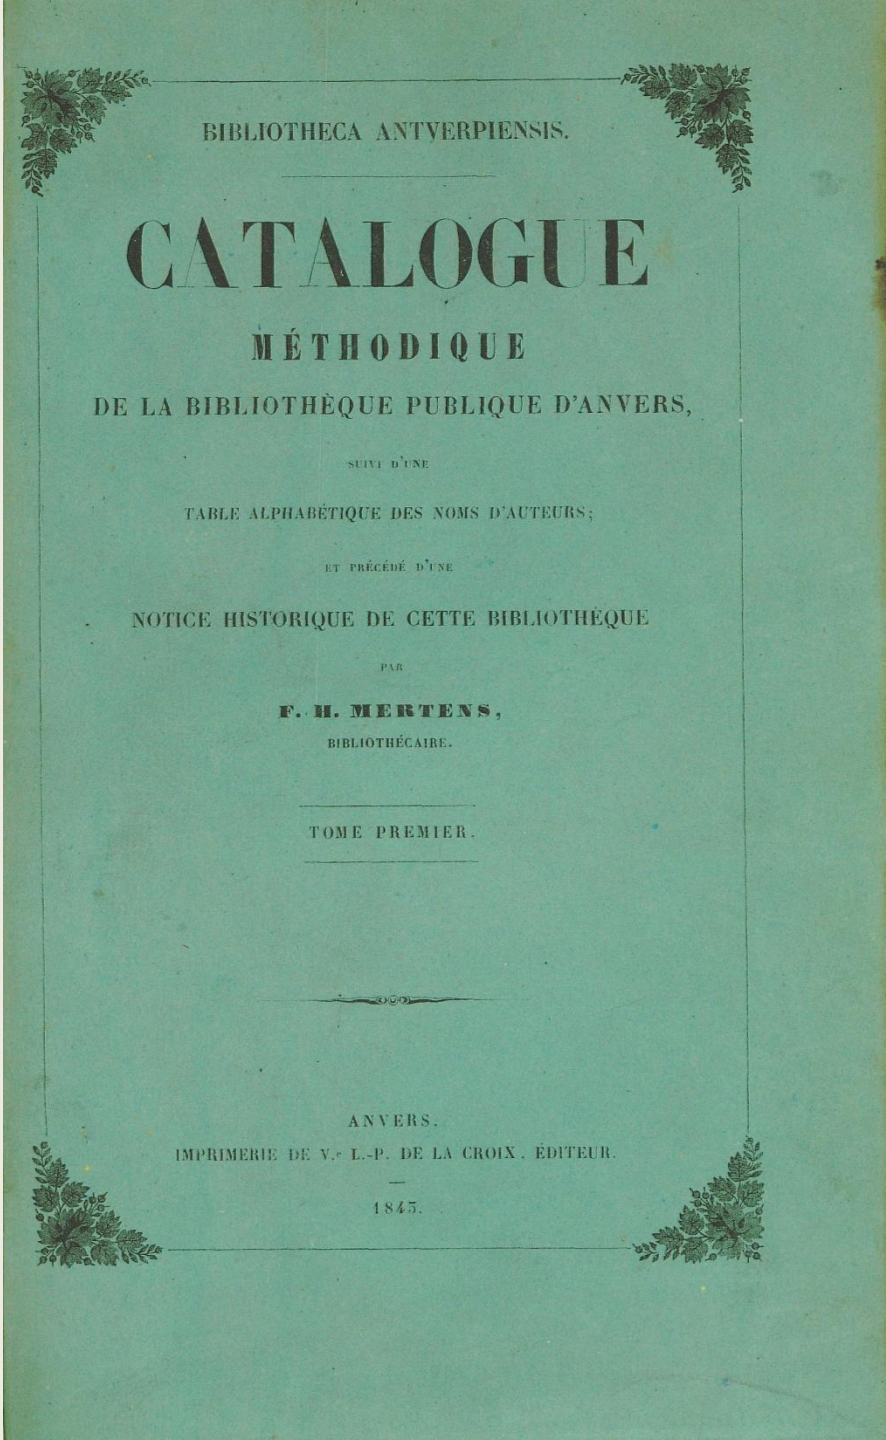 BIBLIOTHECA ANTVERPIENSIS.
CATALOGUE
MÉTHODIQUE
DE LA BIBLIOTHÈQUE PUBLIQUE D'ANVERS,
SUIVI D'UNE
TABLE ALPHABÉTIQUE DES NOMS D'AUTEURS;
ET PRÉCÉDÉ D'UNE
NOTICE HISTORIQUE DE CETTE BIBLIOTHÈQUE
PAR
F. H. MERTENS,
BIBLIOTHÉCAIRE.
TOME PREMIER.
ANVERS.
IMPRIMERIE DE V.e L.-P. DE LA CROIX, ÉDITEUR.
1843.